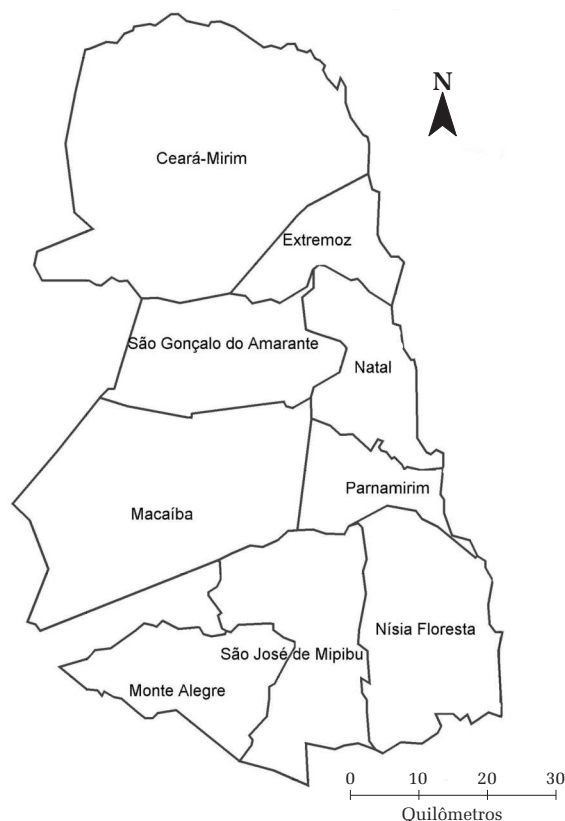 N
Ceará-Mirim
Extremoz
São Gonçalo do Amarante
Natal
Parnamirim
Macaíba
Nísia Floresta
São José de Mipibu
Monte Alegre
0 10 20 30
Quilômetros